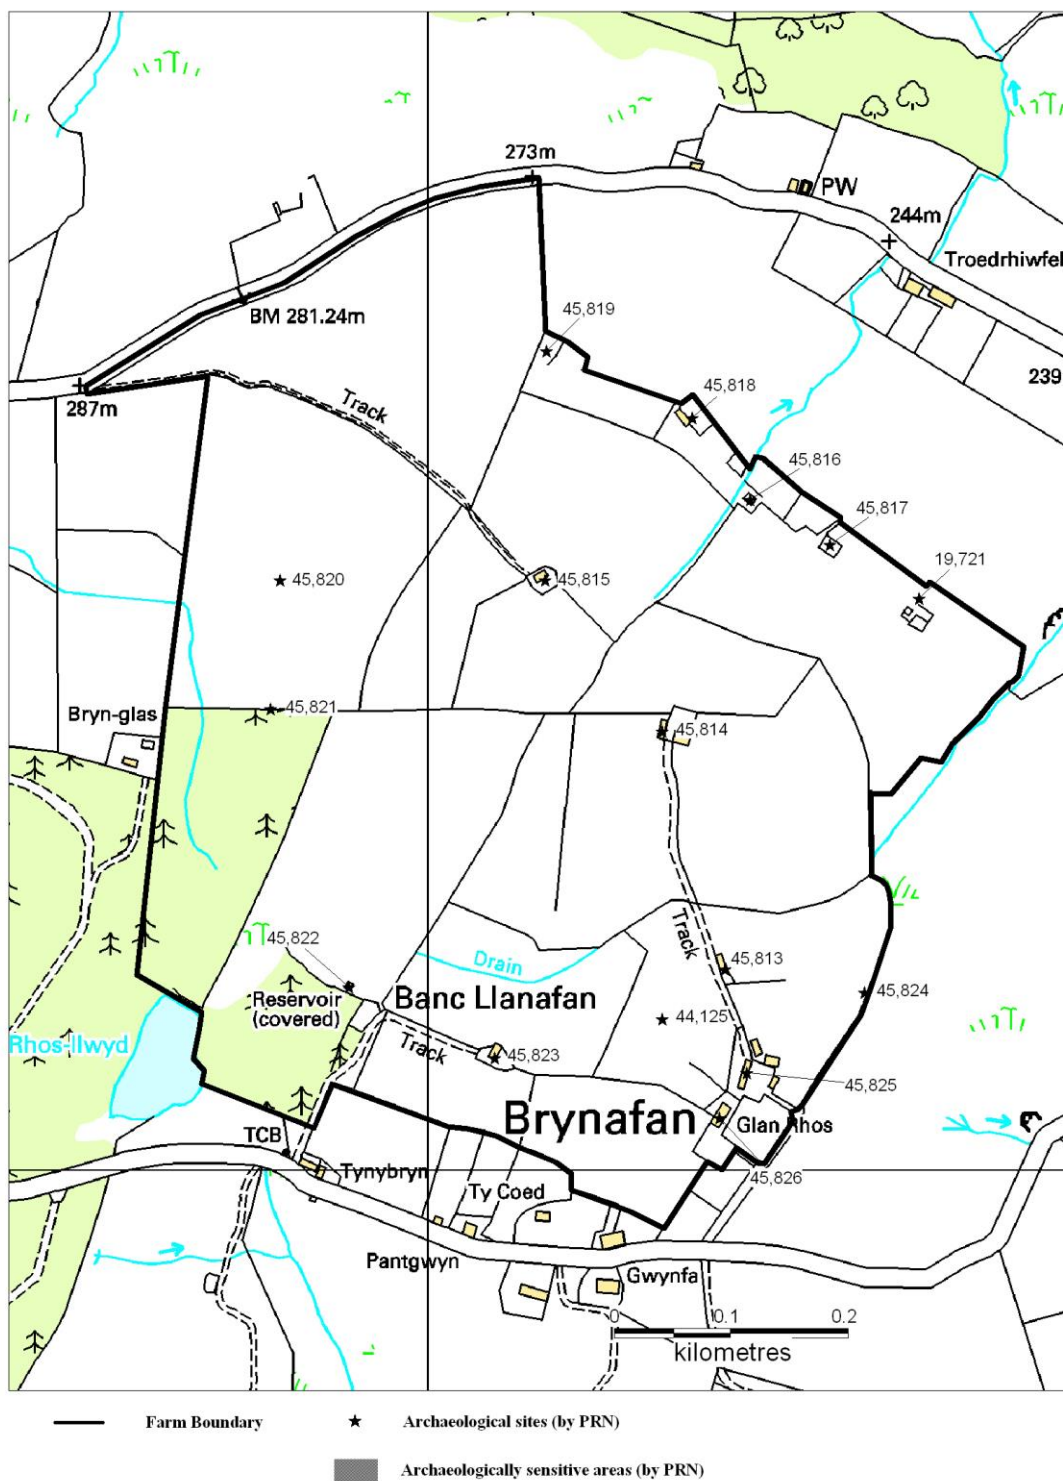 273m
PW
244m
Troedrhiwfel
BM 281.24m
45,819
239
287m
Track
45,818
45,816
45,817
19,721
45,820
45,815
Bryn-glas
45,821
45,814
Track
45,822
Drain
45,813
Reservoir
(covered)
Banc Llanafan
45,824
44,125
Rhos-llwyd
Track
45,823
45,825
Brynafan
Glan Rhos
TCB
Tynybryn
45,826
Ty Coed
Pantgwyn
Gwynfa
0 0.1 0.2
kilometres
Farm Boundary
Archaeological sites (by PRN)
Archaeologically sensitive areas (by PRN)